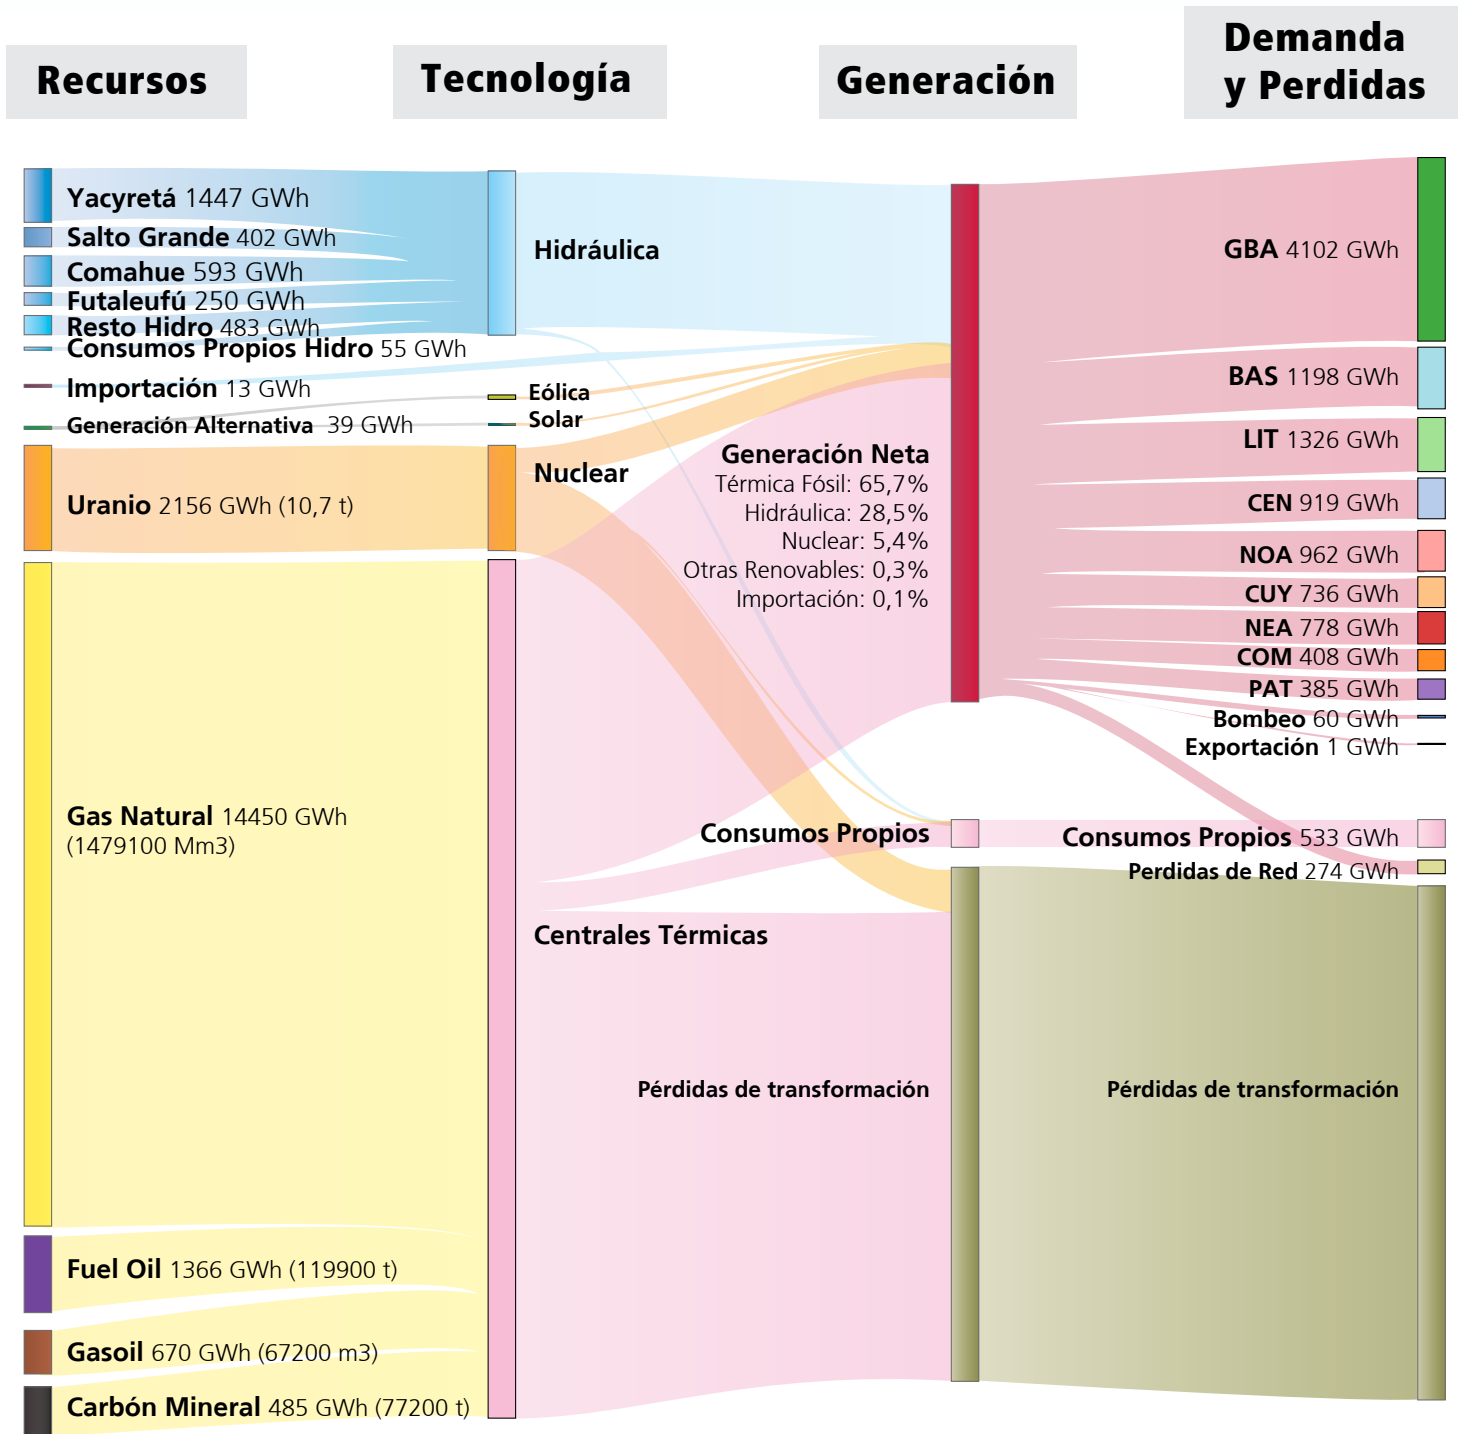 Recursos
Tecnología
Generación
Demanda
y Perdidas
Yacyretá 1447 GWh
Salto Grande 402 GWh
Comahue 593 GWh
Futaleufú 250 GWh
Resto Hidro 483 GWh
Consumos Propios Hidro 55 GWh
Importación 13 GWh
Generación Alternativa 39 GWh
Uranio 2156 GWh (10,7 t)
Gas Natural 14450 GWh
(1479100 Mm3)
Fuel Oil 1366 GWh (119900 t)
Gasoil 670 GWh (67200 m3)
Carbón Mineral 485 GWh (77200 t)
Hidráulica
Eólica
Solar
Nuclear
Centrales Térmicas
Generación Neta
Térmica Fósil: 65,7%
Hidráulica: 28,5%
Nuclear: 5,4%
Otras Renovables: 0,3%
Importación: 0,1%
Consumos Propios
Pérdidas de transformación
GBA 4102 GWh
BAS 1198 GWh
LIT 1326 GWh
CEN 919 GWh
NOA 962 GWh
CUY 736 GWh
NEA 778 GWh
COM 408 GWh
PAT 385 GWh
Bombeo 60 GWh
Exportación 1 GWh
Consumos Propios 533 GWh
Perdidas de Red 274 GWh
Pérdidas de transformación